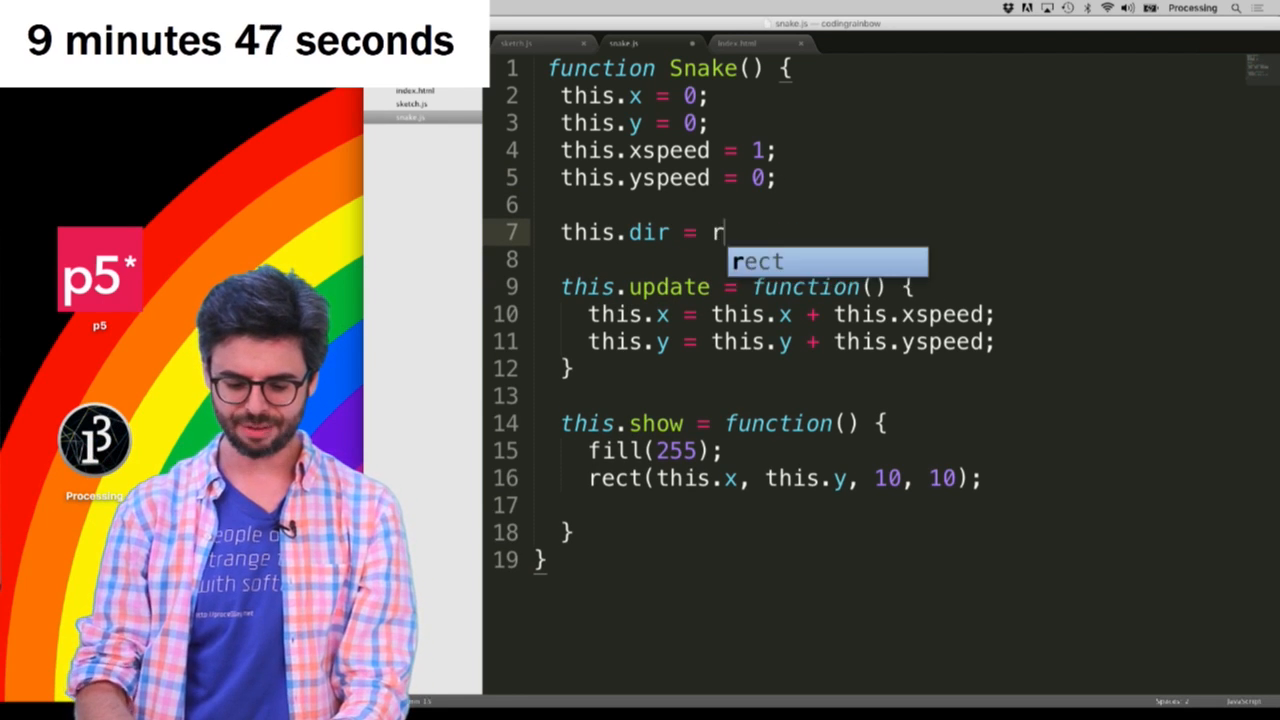 9 minutes 47 seconds
Processing
snake.js — codingrainbow
sketch.js
snake.js
index.html
index.html
sketch.js
snake.js
1 function Snake() {
2 this.x = 0;
3 this.y = 0;
4 this.xspeed = 1;
5 this.yspeed = 0;
6
7 this.dir = r
rect
8
9 this.update = function() {
10 this.x = this.x + this.xspeed;
11 this.y = this.y + this.yspeed;
12 }
13
14 this.show = function() {
15 fill(255);
16 rect(this.x, this.y, 10, 10);
17
18 }
19 }
p5*
p5
Processing
eople o
trange
with soft
Spaces: 2
JavaScript